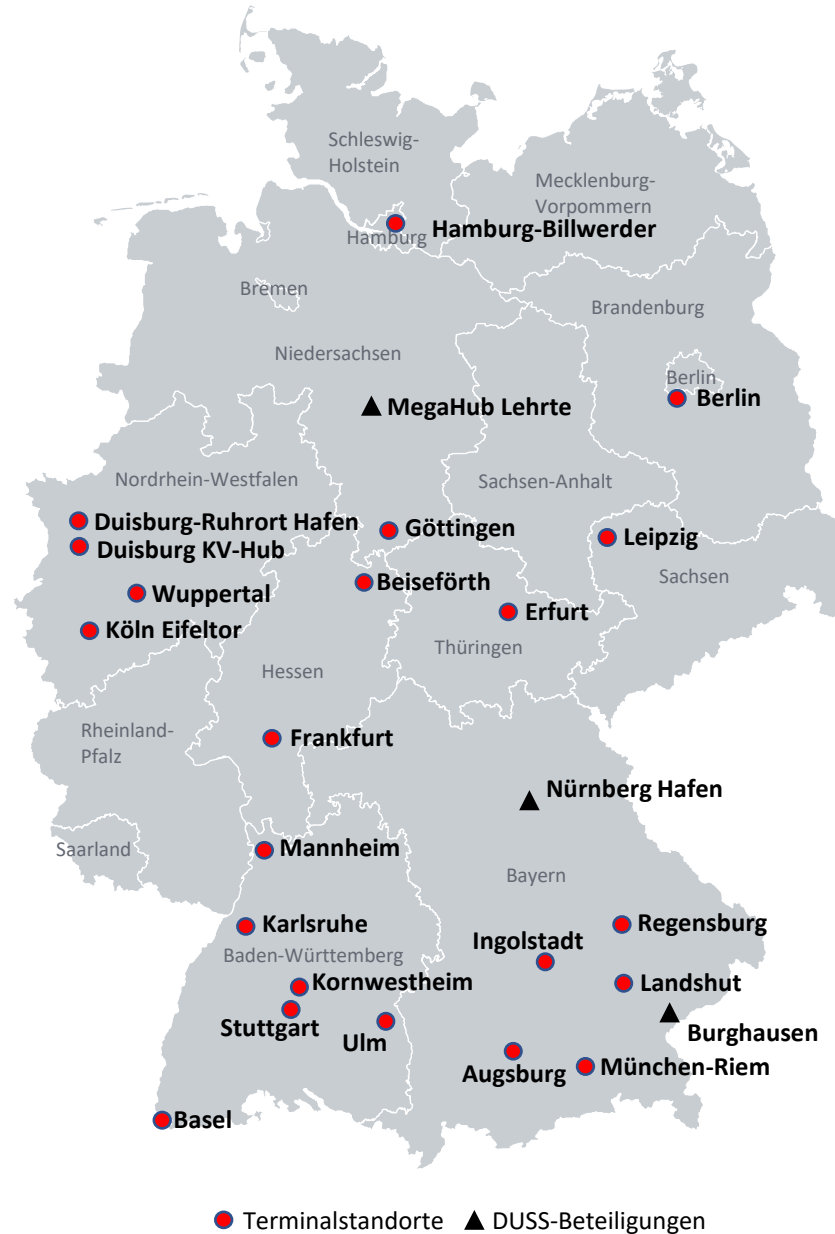 Schleswig-
Holstein
Mecklenburg-
Vorpommern
Hamburg-Billwerder
Hamburg
Bremen
Brandenburg
Niedersachsen
Berlin
Berlin
MegaHub Lehrte
Nordrhein-Westfalen
Sachsen-Anhalt
Duisburg-Ruhrort Hafen
Göttingen
Leipzig
Duisburg KV-Hub
Sachsen
Beiseförth
Wuppertal
Erfurt
Köln Eifeltor
Thüringen
Hessen
Rheinland-
Pfalz
Frankfurt
Nürnberg Hafen
Saarland
Mannheim
Bayern
Karlsruhe
Regensburg
Ingolstadt
Baden-Württemberg
Kornwestheim
Landshut
Stuttgart
Ulm
Burghausen
Augsburg
München-Riem
Basel
Terminalstandorte
DUSS-Beteiligungen